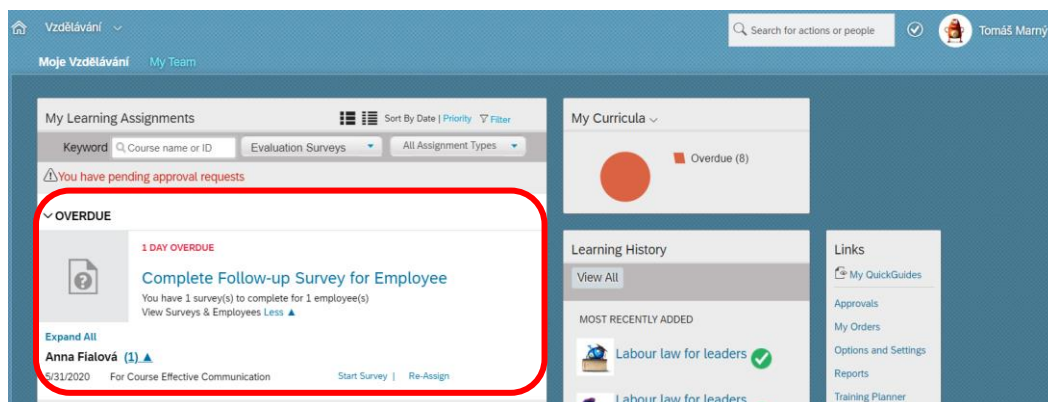 Vzdělávání
Search for actions or people
Tomáš Marný
Moje Vzdělávání My Team
My Learning Assignments
Sort By Date | Priority Filter
Keyword Course name or ID Evaluation Surveys All Assignment Types
You have pending approval requests
OVERDUE
1 DAY OVERDUE
Complete Follow-up Survey for Employee
You have 1 survey(s) to complete for 1 employee(s)
View Surveys & Employees Less
Expand All
Anna Fialová (1)
5/31/2020 For Course Effective Communication Start Survey | Re-Assign
My Curricula
Overdue (8)
Learning History
View All
MOST RECENTLY ADDED
Labour law for leaders
Labour law for leaders
Links
My QuickGuides
Approvals
My Orders
Options and Settings
Reports
Training Planner